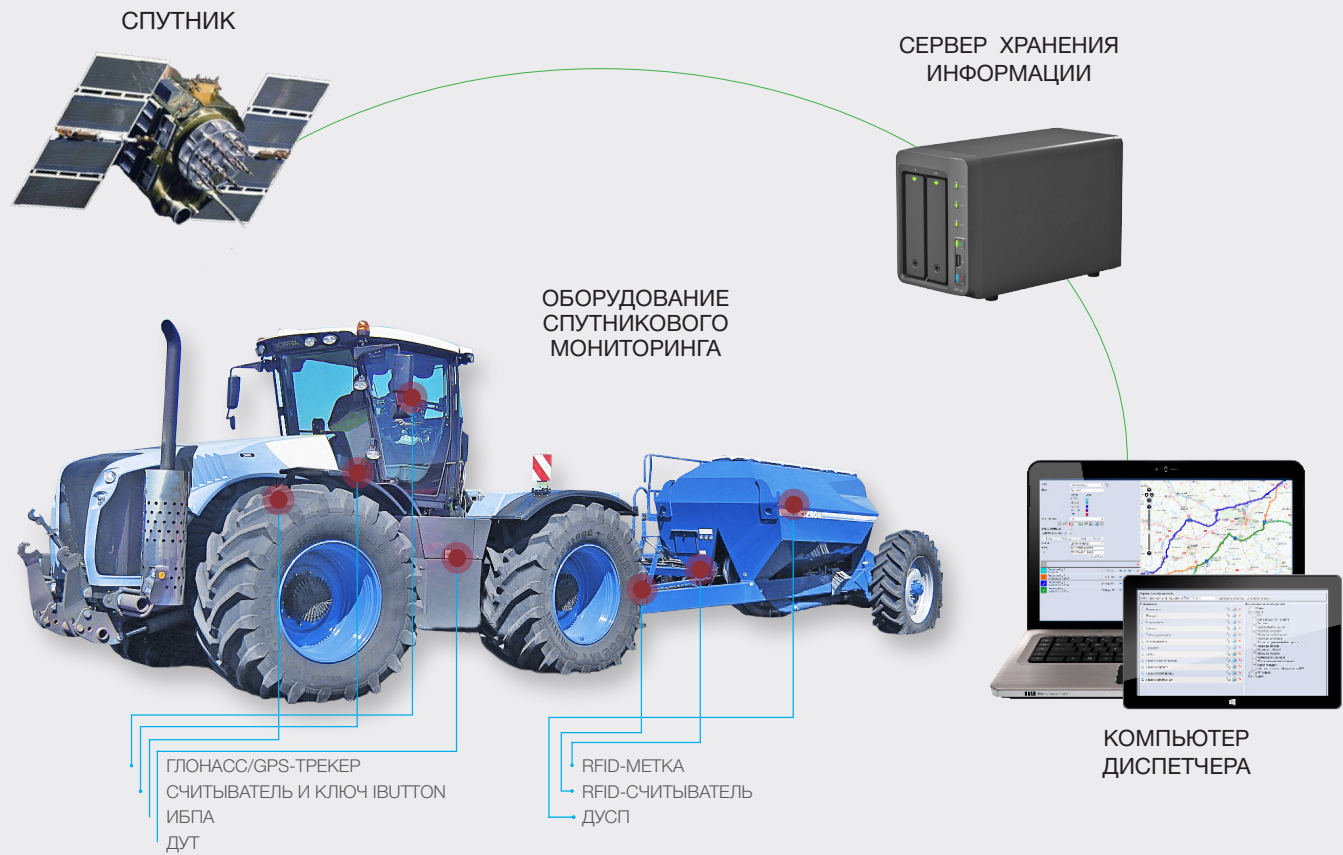 СПУТНИК
СЕРВЕР ХРАНЕНИЯ
ИНФОРМАЦИИ
ОБОРУДОВАНИЕ
СПУТНИКОВОГО
МОНИТОРИНГА
ГЛОНАСС/GPS-ТРЕКЕР
СЧИТЫВАТЕЛЬ И КЛЮЧ IBUTTON
ИБПА
ДУТ
RFID-МЕТКА
RFID-СЧИТЫВАТЕЛЬ
ДУСП
КОМПЬЮТЕР
ДИСПЕТЧЕРА